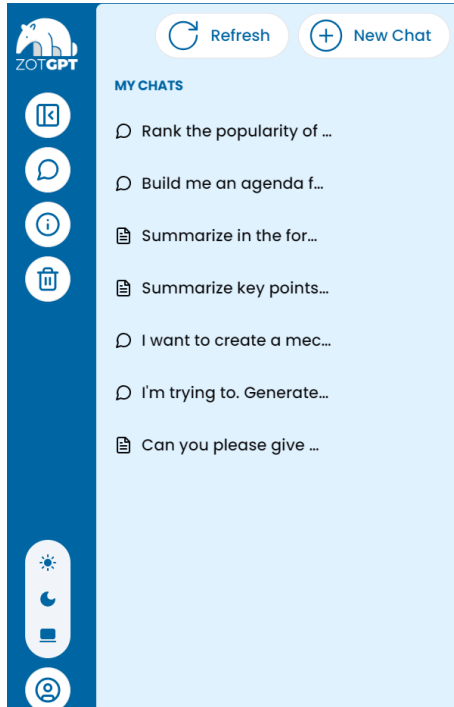 ZOTGPT
Refresh
New Chat
MY CHATS
Rank the popularity of ...
Build me an agenda f...
Summarize in the for...
Summarize key points...
I want to create a mec...
I'm trying to. Generate...
Can you please give ...